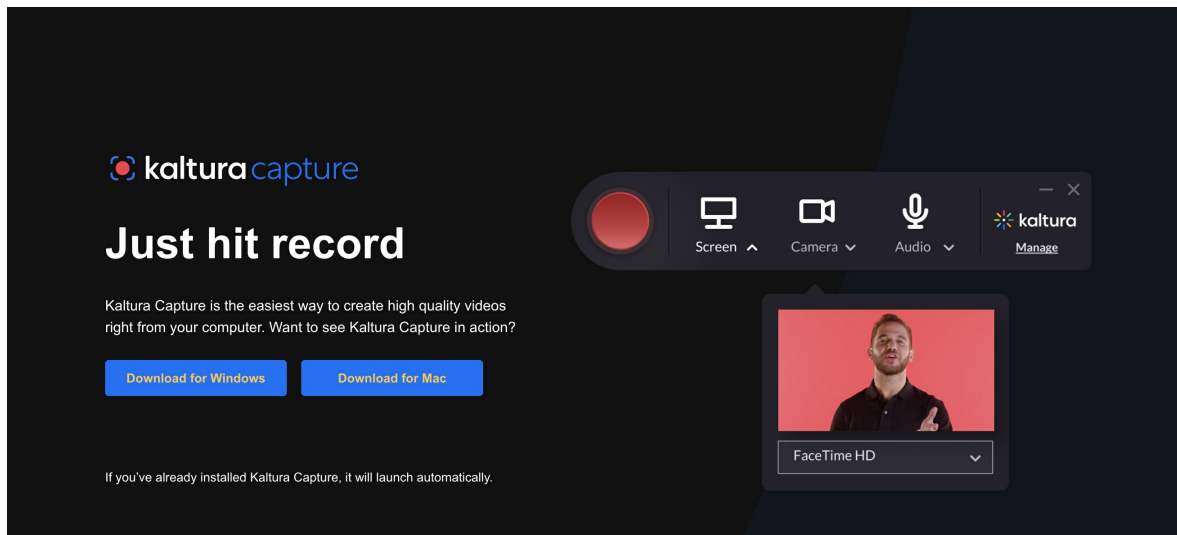 kaltura capture
Just hit record
Kaltura Capture is the easiest way to create high quality videos
right from your computer. Want to see Kaltura Capture in action?
Download for Windows
Download for Mac
If you’ve already installed Kaltura Capture, it will launch automatically.
Screen
Camera
Audio
kaltura
Manage
FaceTime HD